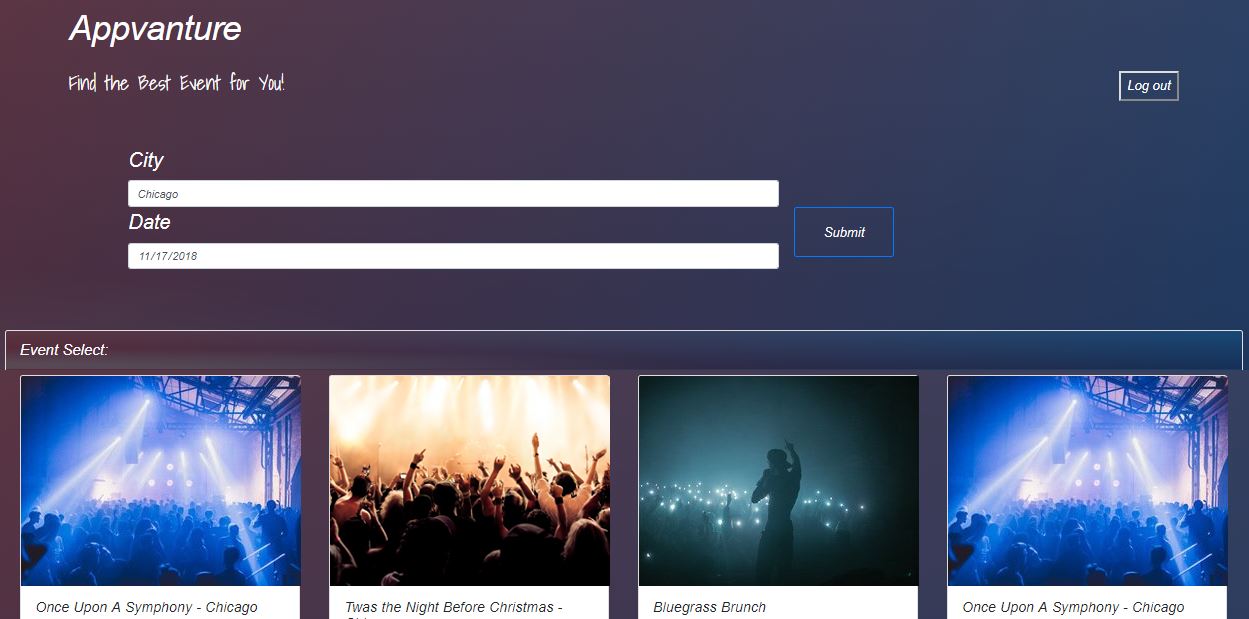 Appvanture
Find the Best Event for You!
Log out
City
Chicago
Date
11/17/2018
Submit
Event Select:
Once Upon A Symphony - Chicago
Twas the Night Before Christmas -
Bluegrass Brunch
Once Upon A Symphony - Chicago